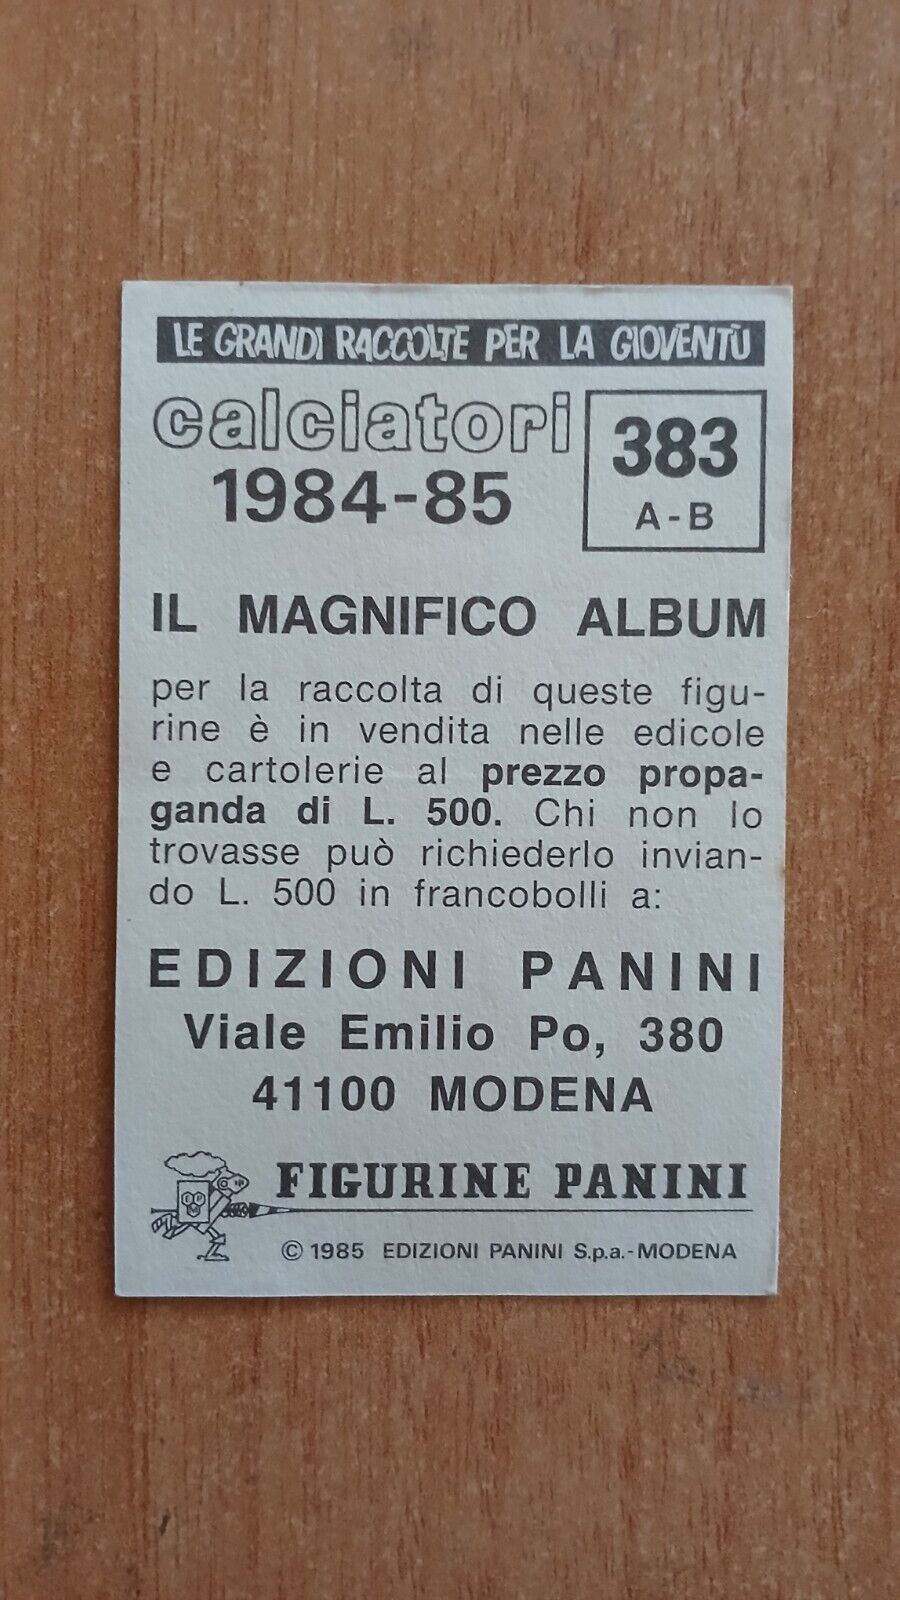 LE GRANDI RACCOLTE PER LA GIOVENTÙ
calciatori
1984-85
383
A-B
IL MAGNIFICO ALBUM
per la raccolta di queste figu-
rine è in vendita nelle edicole
e cartolerie al prezzo propa-
ganda di L. 500. Chi non lo
trovasse può richiederlo invian-
do L. 500 in francobolli a:
EDIZIONI PANINI
Viale Emilio Po, 380
41100 MODENA
FIGURINE PANINI
© 1985 EDIZIONI PANINI S.p.a.-MODENA